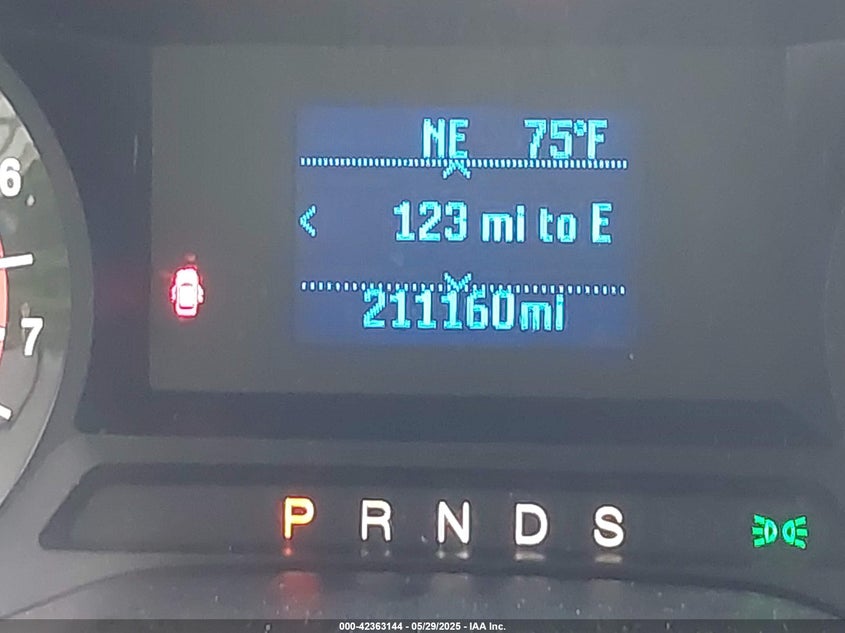 NE 75°F
6
< 123 mi to E
211160mi
7
P R N D S
000-42363144 - 05/29/2025 - IAA Inc.